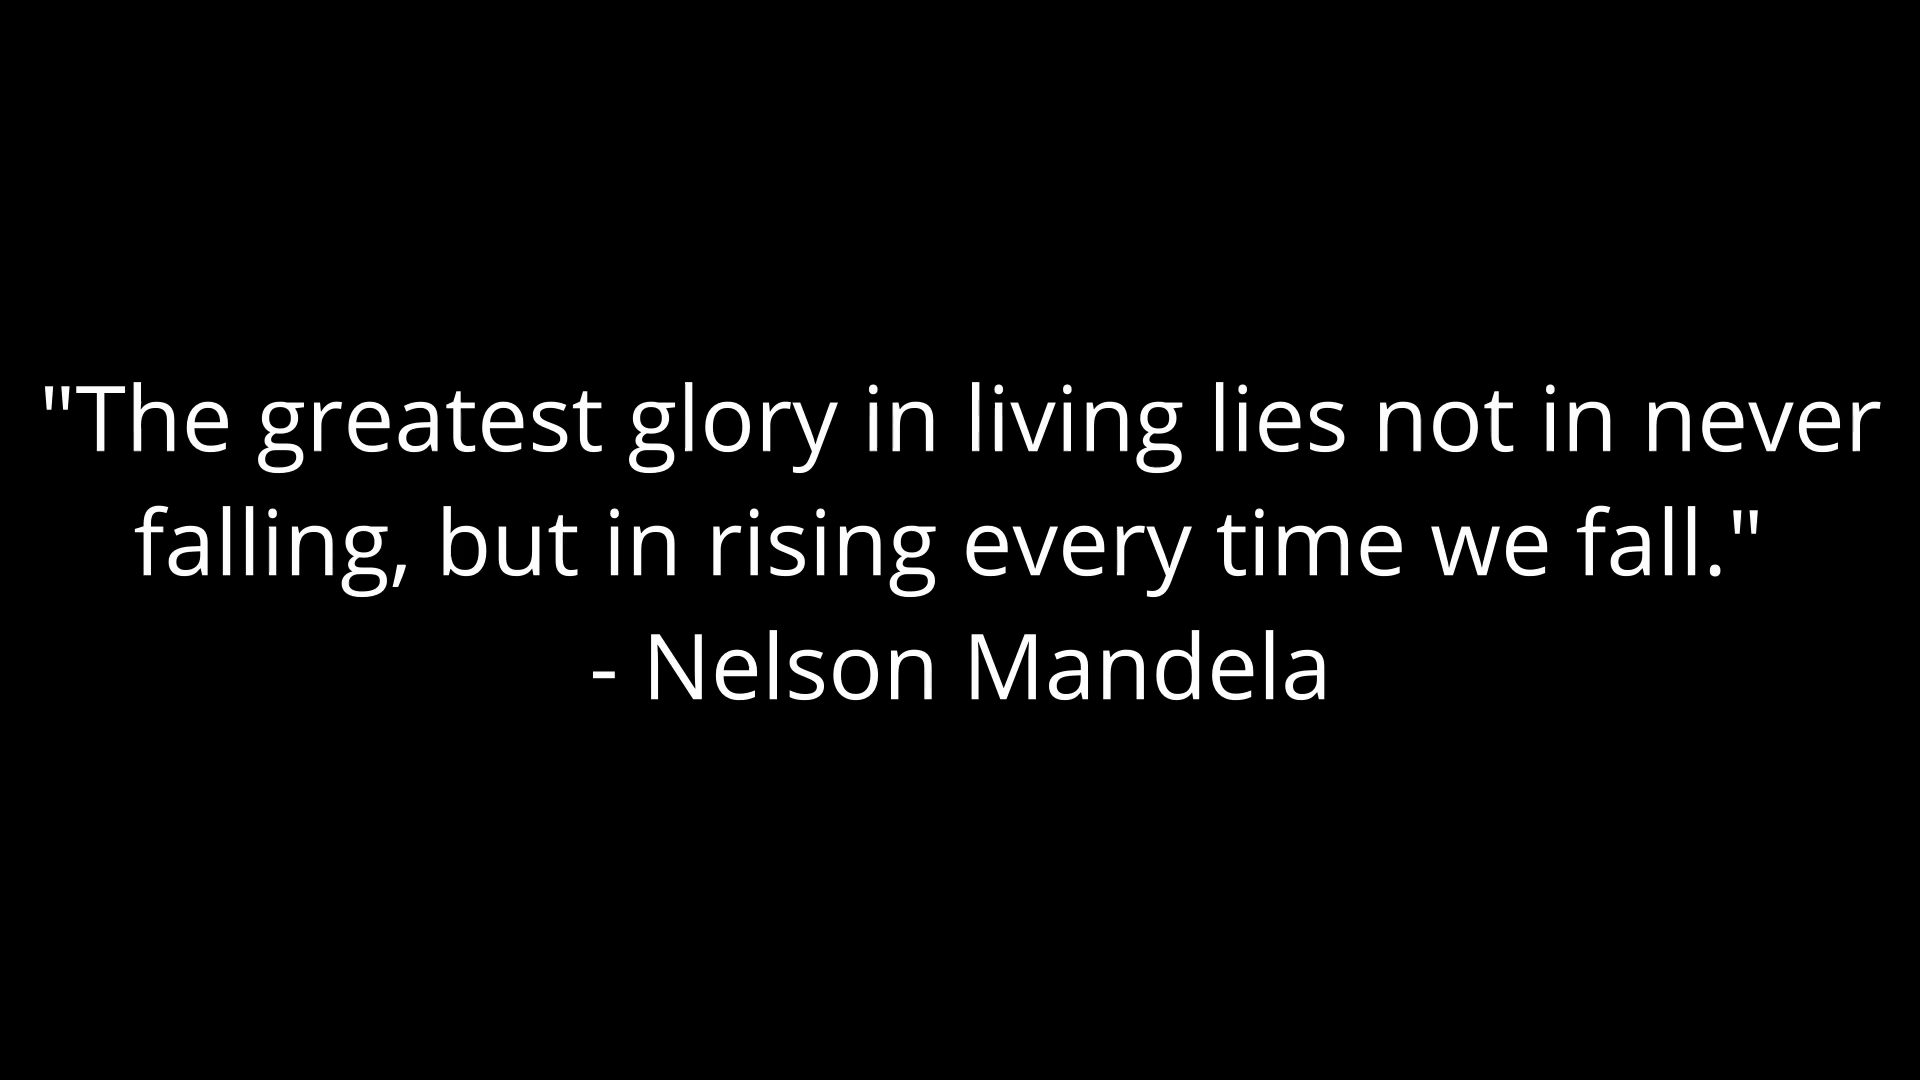 "The greatest glory in living lies not in never
falling, but in rising every time we fall."
- Nelson Mandela